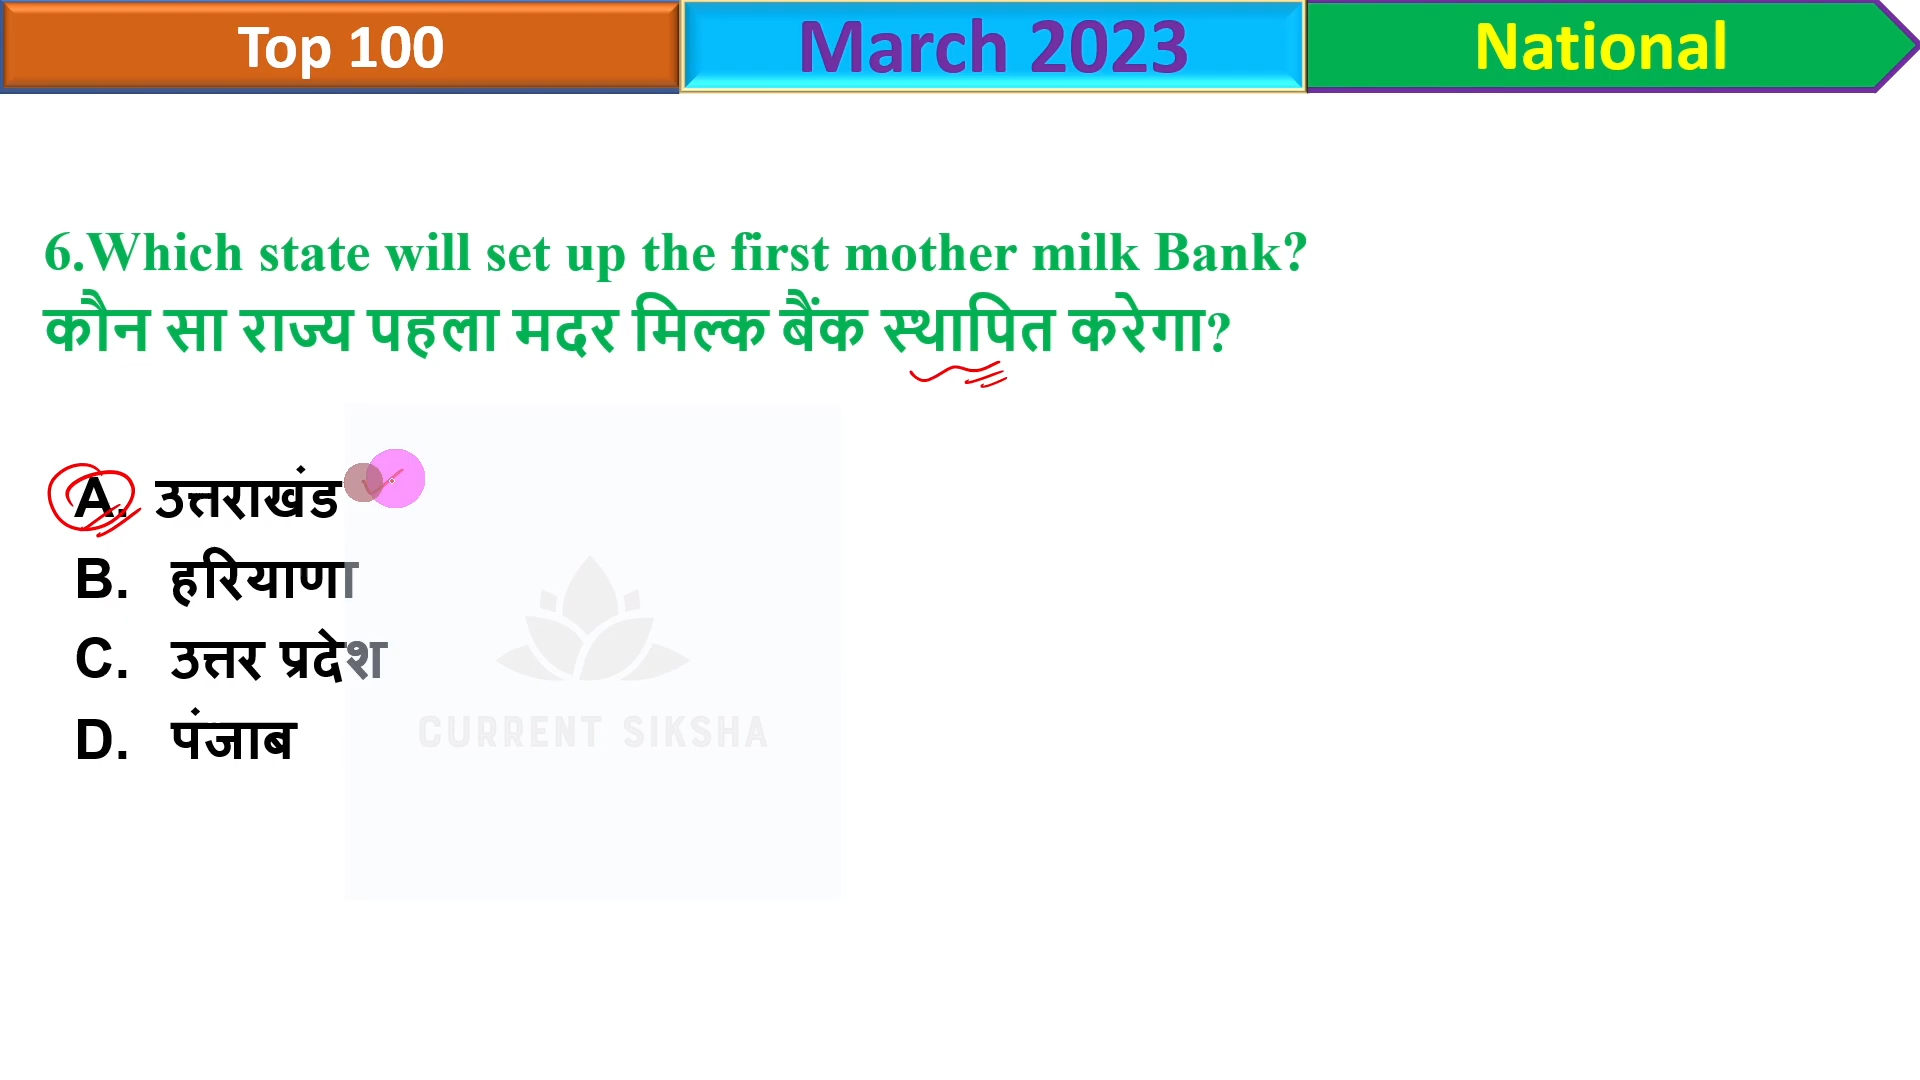 Top 100
March 2023
National
6.Which state will set up the first mother milk Bank?
कौन सा राज्य पहला मदर मिल्क बैंक स्थापित करेगा?
A. उत्तराखंड
B. हरियाणा
C. उत्तर प्रदेश
D. पंजाब
CURRENT SIKSHA